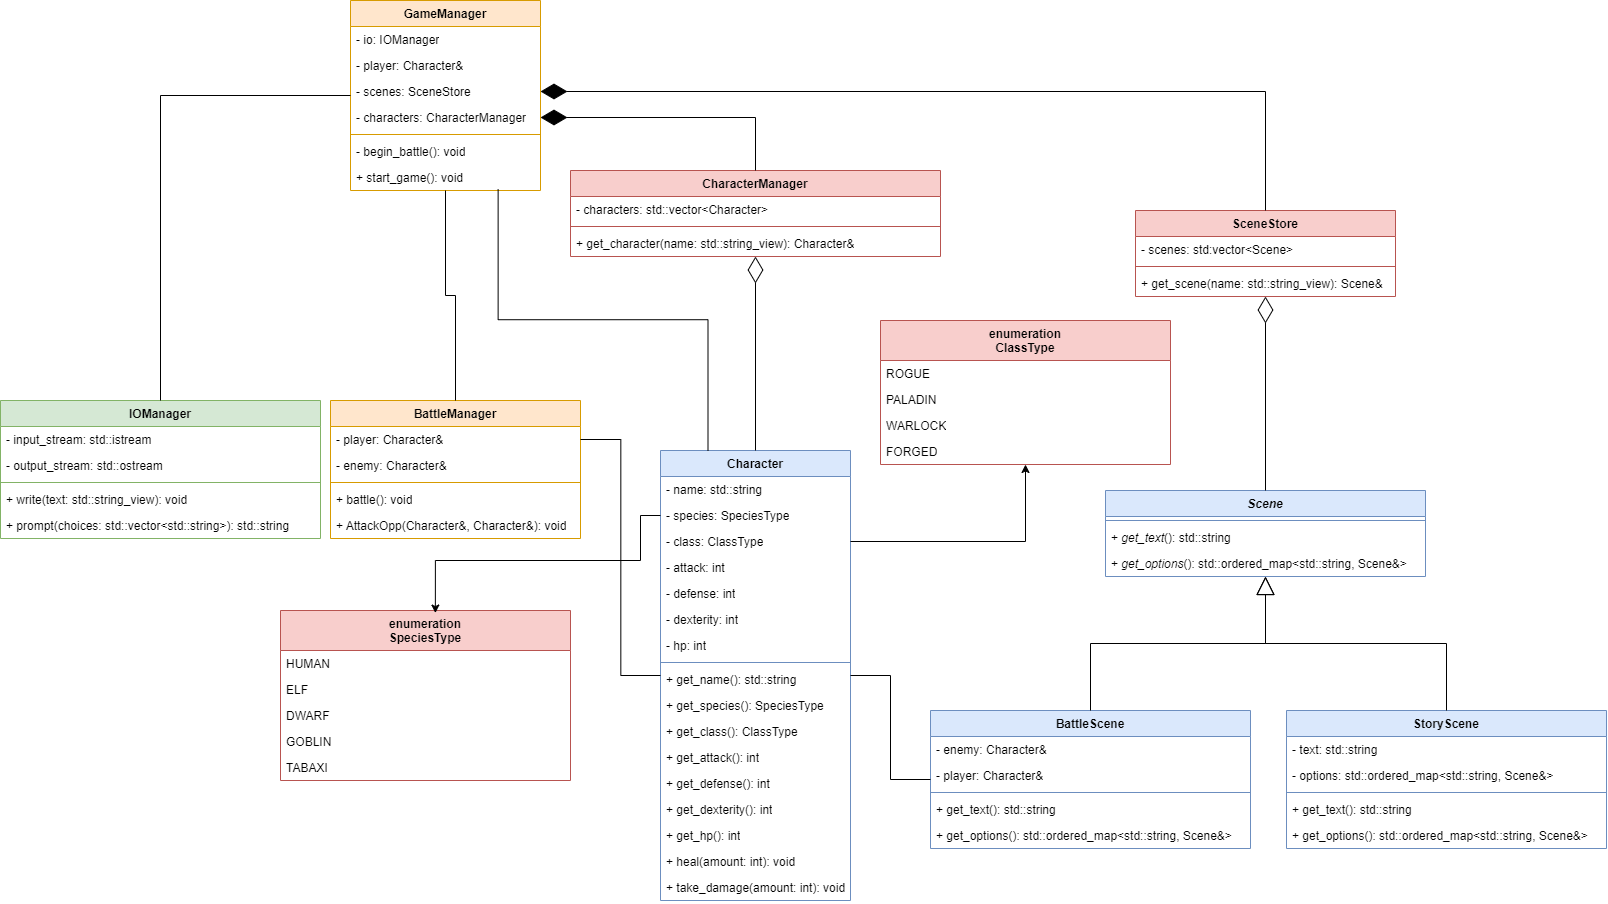 GameManager
- io: IOManager
- player: Character&
- scenes: SceneStore
- characters: CharacterManager
- begin_battle(): void
+ start_game(): void
CharacterManager
- characters: std::vector<Character>
+ get_character(name: std::string_view): Character&
SceneStore
- scenes: std:vector<Scene>
+ get_scene(name: std::string_view): Scene&
enumeration
ClassType
ROGUE
PALADIN
WARLOCK
FORGED
IOManager
- input_stream: std::istream
- output_stream: std::ostream
+ write(text: std::string_view): void
+ prompt(choices: std::vector<std::string>): std::string
BattleManager
- player: Character&
- enemy: Character&
+ battle(): void
+ AttackOpp(Character&, Character&): void
Character
- name: std::string
- species: SpeciesType
- class: ClassType
- attack: int
- defense: int
- dexterity: int
- hp: int
+ get_name(): std::string
+ get_species(): SpeciesType
+ get_class(): ClassType
+ get_attack(): int
+ get_defense(): int
+ get_dexterity(): int
+ get_hp(): int
+ heal(amount: int): void
+ take_damage(amount: int): void
Scene
+ get_text(): std::string
+ get_options(): std::ordered_map<std::string, Scene&>
enumeration
SpeciesType
HUMAN
ELF
DWARF
GOBLIN
TABAXI
BattleScene
- enemy: Character&
- player: Character&
+ get_text(): std::string
+ get_options(): std::ordered_map<std::string, Scene&>
StoryScene
- text: std::string
- options: std::ordered_map<std::string, Scene&>
+ get_text(): std::string
+ get_options(): std::ordered_map<std::string, Scene&>